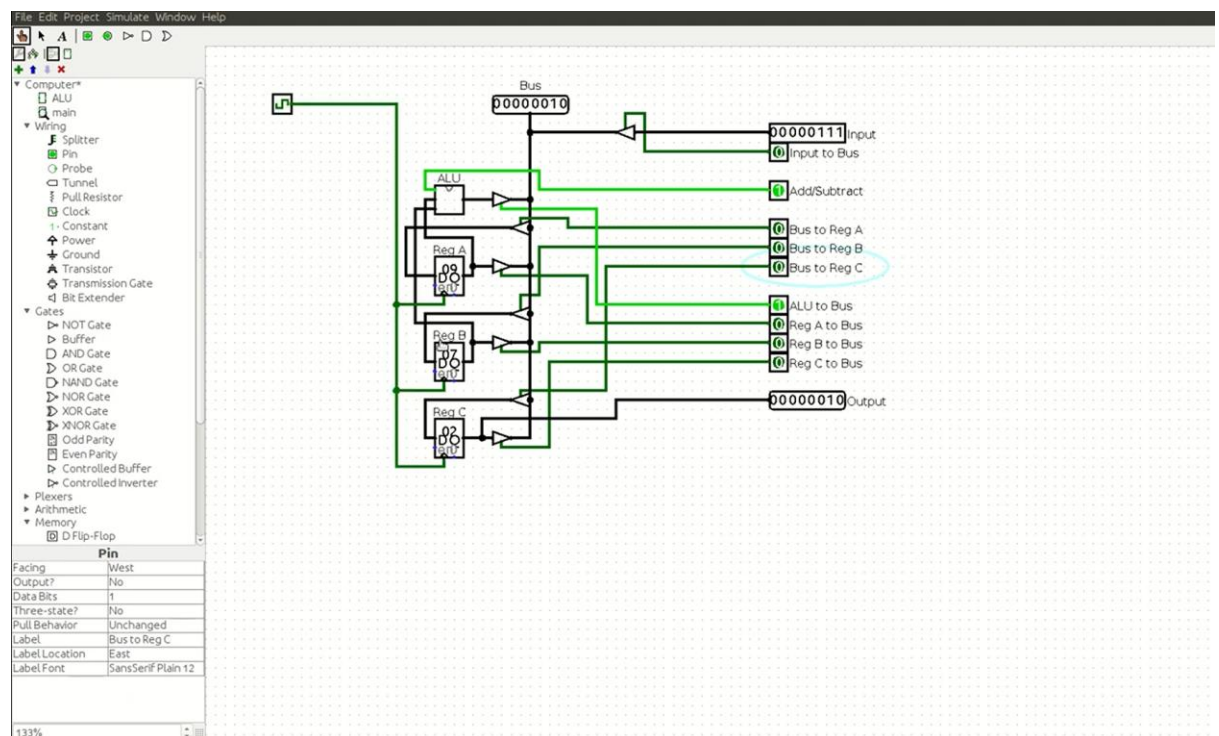 File Edit Project Simulate Window Help
A
Computer*
ALU
main
Wiring
Splitter
Pin
Probe
Tunnel
Pull Resistor
Clock
1 Constant
Power
Ground
Transistor
Transmission Gate
Bit Extender
Gates
NOT Gate
Buffer
AND Gate
OR Gate
NAND Gate
NOR Gate
XOR Gate
XNOR Gate
Odd Parity
Even Parity
Controlled Buffer
Controlled Inverter
Plexers
Arithmetic
Memory
D Flip-Flop
Pin
Facing West
Output? No
Data Bits 1
Three-state? No
Pull Behavior Unchanged
Label Bus to Reg C
Label Location East
Label Font SansSerif Plain 12
133%
Bus
00000010
00000111 Input
0 Input to Bus
1 Add/Subtract
ALU
0 Bus to Reg A
0 Bus to Reg B
0 Bus to Reg C
Reg A
09
D Q
1 ALU to Bus
0 Reg A to Bus
0 Reg B to Bus
0 Reg C to Bus
Reg B
07
D Q
00000010 Output
Reg C
02
D Q